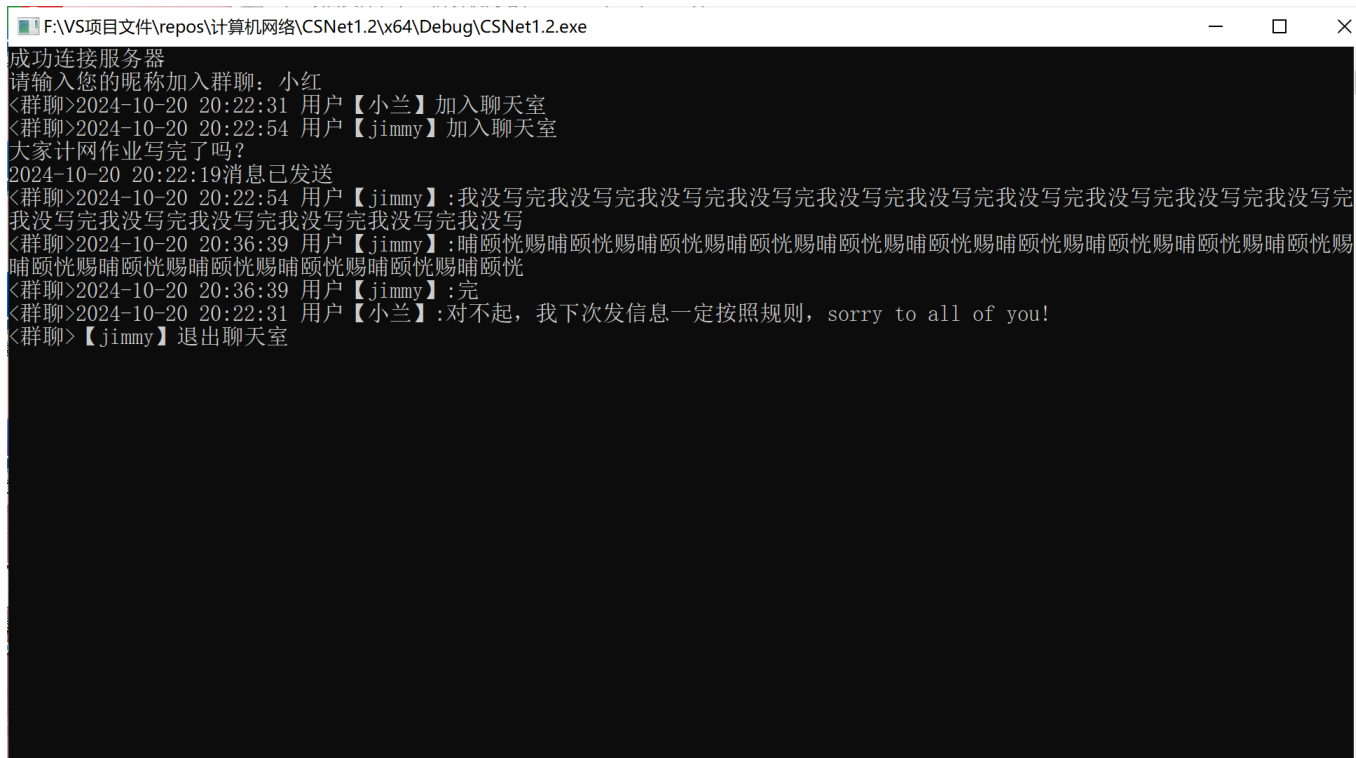 F:\VS项目文件\repos\计算机网络\CSNet1.2\x64\Debug\CSNet1.2.exe
成功连接服务器
请输入您的昵称加入群聊：小红
<群聊>2024-10-20 20:22:31 用户【小兰】加入聊天室
<群聊>2024-10-20 20:22:54 用户【jimmy】加入聊天室
大家计网作业写完了吗？
2024-10-20 20:22:19消息已发送
<群聊>2024-10-20 20:22:54 用户【jimmy】:我没写完我没写完我没写完我没写完我没写完我没写完我没写完我没写完我没写完我没写完
我没写完我没写完我没写完我没写完我没写完我没写
<群聊>2024-10-20 20:36:39 用户【jimmy】:晡颐恍赐晡颐恍赐晡颐恍赐晡颐恍赐晡颐恍赐晡颐恍赐晡颐恍赐晡颐恍赐晡颐恍赐晡颐恍赐
晡颐恍赐晡颐恍赐晡颐恍赐晡颐恍赐晡颐恍赐晡颐恍
<群聊>2024-10-20 20:36:39 用户【jimmy】:完
<群聊>2024-10-20 20:22:31 用户【小兰】:对不起，我下次发信息一定按照规则，sorry to all of you!
<群聊>【jimmy】退出聊天室